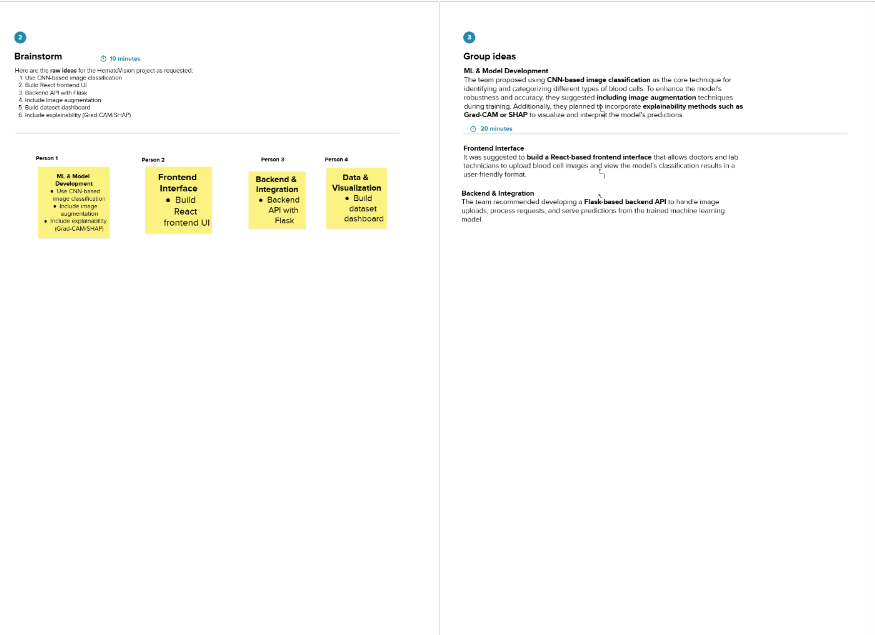 2
Brainstorm
10 minutes
Here are the raw ideas for the HematoVision project as requested:
1. Use CNN-based image classification
2. Build React frontend UI
3. Backend API with Flask
4. Include image augmentation
5. Build dataset dashboard
6. Include explainability (Grad-CAM/SHAP)
Person 1
ML & Model
Development
● Use CNN-based
image classification
● Include image
augmentation
● Include explainability
(Grad-CAM/SHAP)
Person 2
Frontend
Interface
● Build
React
frontend UI
Person 3
Backend &
Integration
● Backend
API with
Flask
Person 4
Data &
Visualization
● Build
dataset
dashboard
3
Group ideas
ML & Model Development
The team proposed using CNN-based image classification as the core technique for
identifying and categorizing different types of blood cells. To enhance the model's
robustness and accuracy, they suggested including image augmentation techniques
during training. Additionally, they planned to incorporate explainability methods such as
Grad-CAM or SHAP to visualize and interpret the model's predictions.
20 minutes
Frontend Interface
It was suggested to build a React-based frontend interface that allows doctors and lab
technicians to upload blood cell images and view the model's classification results in a
user-friendly format.
Backend & Integration
The team recommended developing a Flask-based backend API to handle image
uploads, process requests, and serve predictions from the trained machine learning
model.